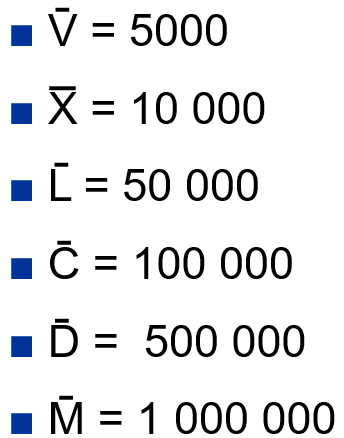 ■ V̄ = 5000
■ X̅ = 10 000
■ L̄ = 50 000
■ C̄ = 100 000
■ D̄ =  500 000
■ M̄ = 1 000 000